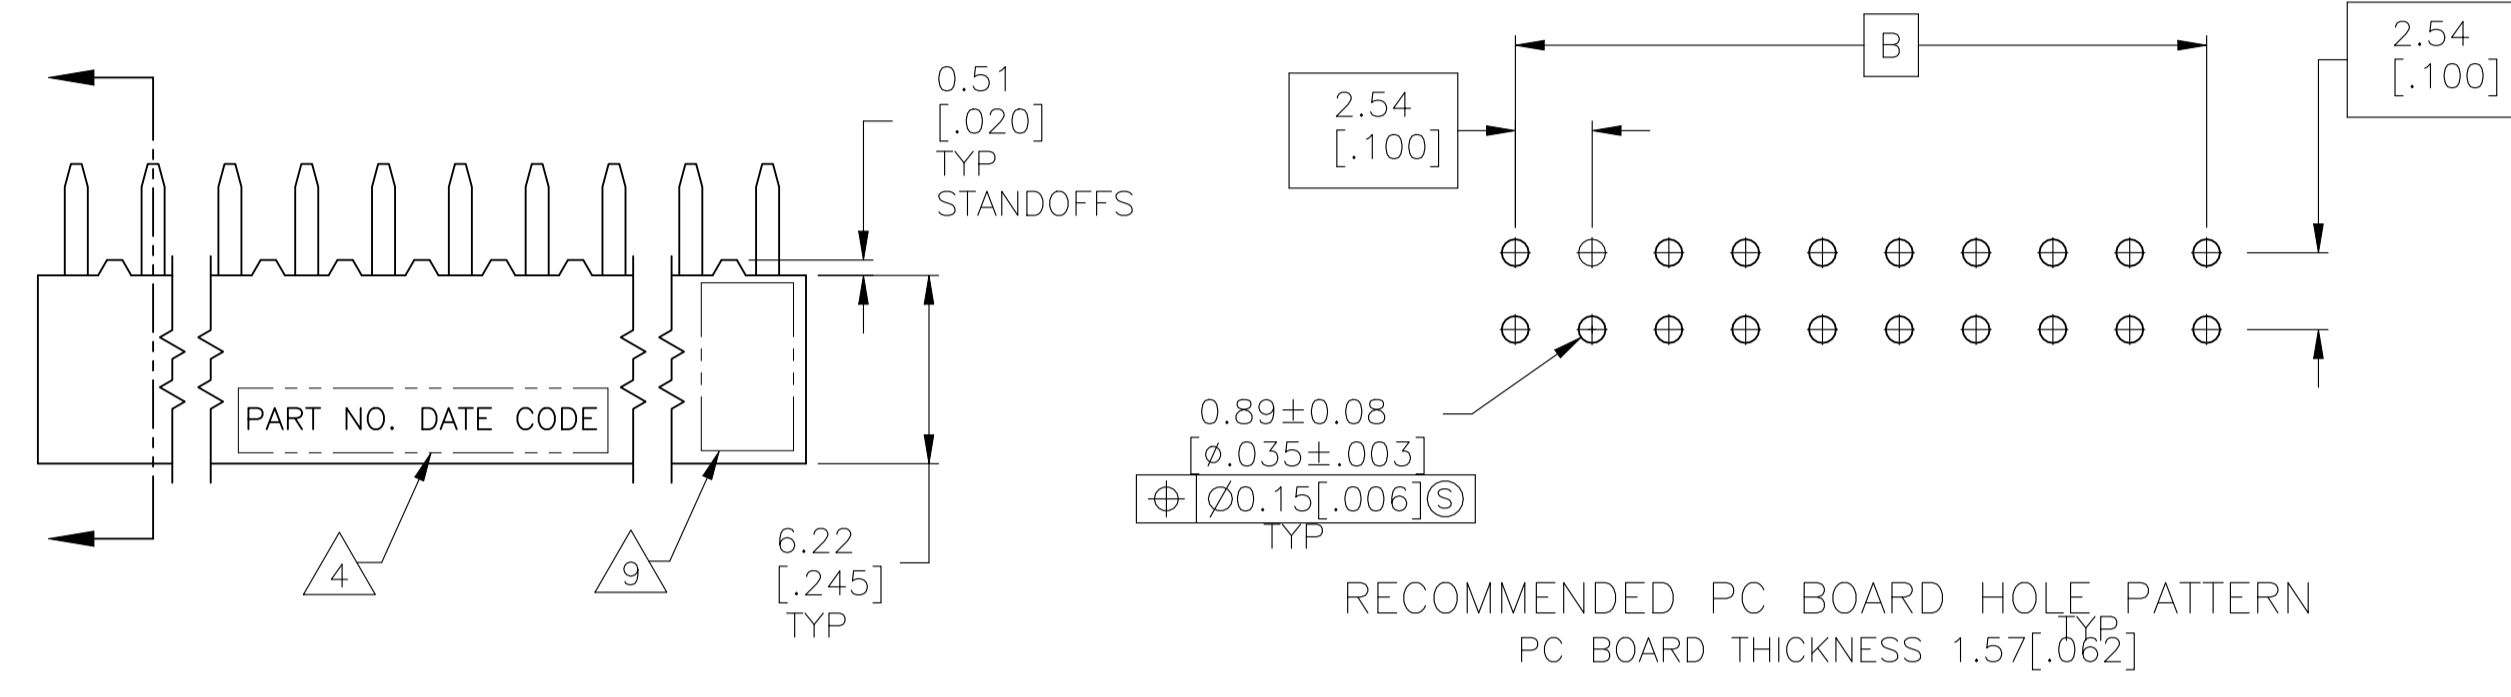 0.51
[.020]
TYP
STANDOFFS
PART NO. DATE CODE
4
9
6.22
[.245]
TYP
B
2.54
[.100]
2.54
[.100]
0.89±0.08
[⌀.035±.003]
⌖ ⌀0.15[.006]Ⓢ
TYP
RECOMMENDED PC BOARD HOLE PATTERN
TYP
PC BOARD THICKNESS 1.57[.062]